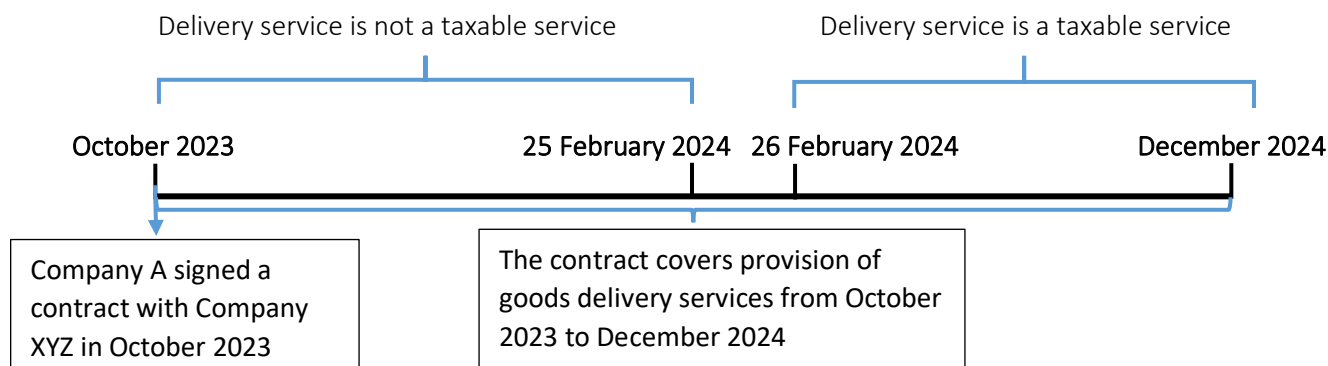 Delivery service is not a taxable service
Delivery service is a taxable service
October 2023
25 February 2024
26 February 2024
December 2024
Company A signed a
contract with Company
XYZ in October 2023
The contract covers provision of
goods delivery services from October
2023 to December 2024